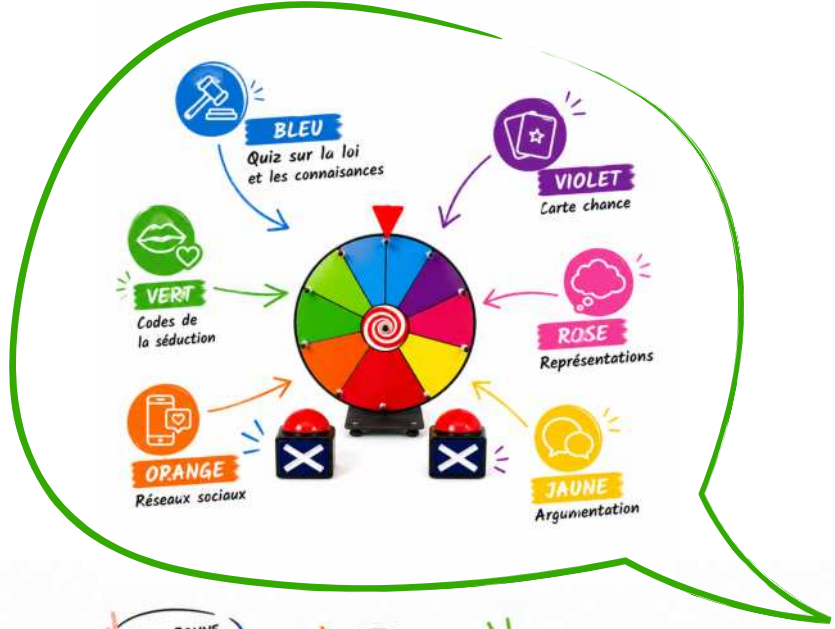 BLEU
Quiz sur la loi
et les connaisances
VIOLET
Carte chance
VERT
Codes de
la séduction
ROSE
Représentations
ORANGE
Réseaux sociaux
JAUNE
Argumentation